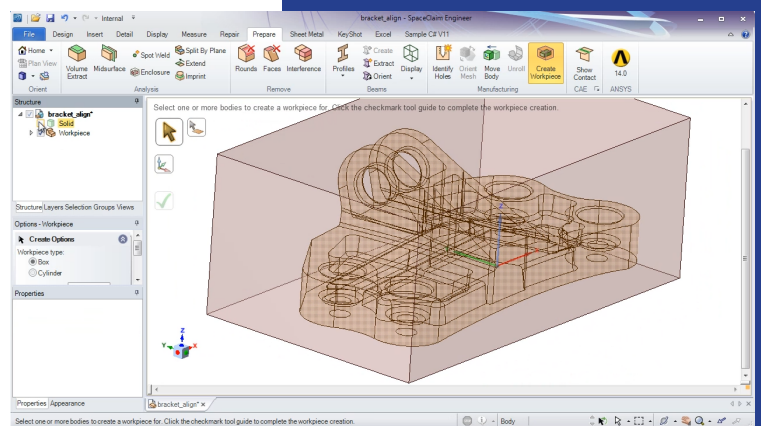 Internal
bracket_align - SpaceClaim Engineer
File Design Insert Detail Display Measure Repair Prepare Sheet Metal KeyShot Excel Sample C# V11
Home
Plan View
Orient
Volume Extract
Midsurface
Spot Weld
Enclosure
Split By Plane
Extend
Imprint
Analysis
Rounds Faces Interference
Remove
Profiles
Create
Extract
Orient
Display
Beams
Identify Holes
Orient Mesh
Move Body
Unroll
Create Workpiece
Manufacturing
Show Contact
CAE
14.0
ANSYS
Structure
bracket_align*
Solid
Workpiece
Structure Layers Selection Groups Views
Options - Workpiece
Create Options
Workpiece type:
Box
Cylinder
Properties
Properties Appearance
Select one or more bodies to create a workpiece for. Click the checkmark tool guide to complete the workpiece creation.
Z
Y
X
bracket_align*
Select one or more bodies to create a workpiece for. Click the checkmark tool guide to complete the workpiece creation.
Body